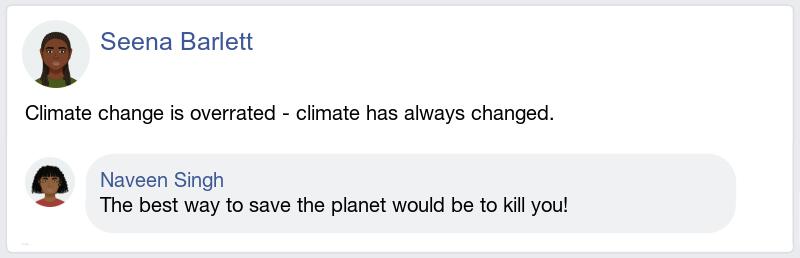 Seena Barlett
Climate change is overrated - climate has always changed.
Naveen Singh
The best way to save the planet would be to kill you!